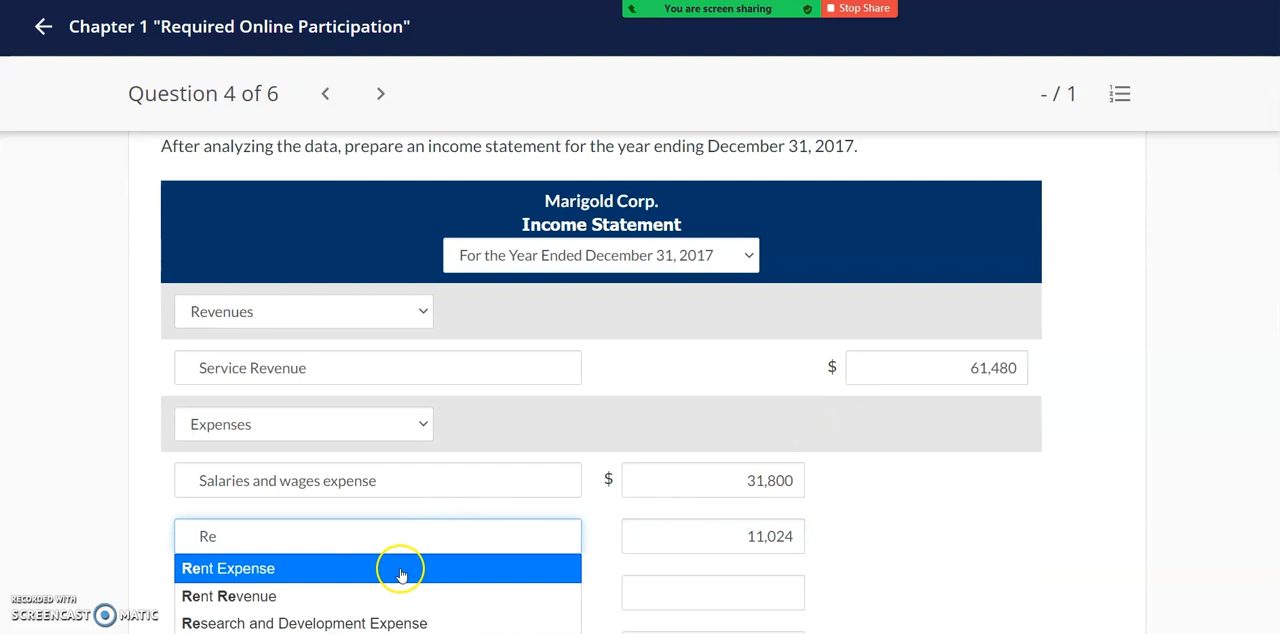 Chapter 1 "Required Online Participation"
You are screen sharing
Stop Share
Question 4 of 6
- / 1
After analyzing the data, prepare an income statement for the year ending December 31, 2017.
Marigold Corp.
Income Statement
For the Year Ended December 31, 2017
Revenues
Service Revenue
$ 61,480
Expenses
Salaries and wages expense
$ 31,800
Re
11,024
Rent Expense
Rent Revenue
Research and Development Expense
RECORDED WITH
SCREENCAST MATIC